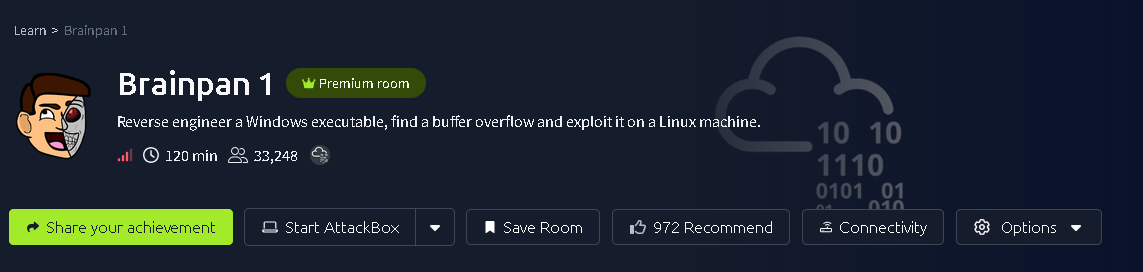 Learn > Brainpan 1
Brainpan 1 Premium room
Reverse engineer a Windows executable, find a buffer overflow and exploit it on a Linux machine.
120 min 33,248
Share your achievement Start AttackBox Save Room 972 Recommend Connectivity Options
10 10
1110
0101 01
01 010